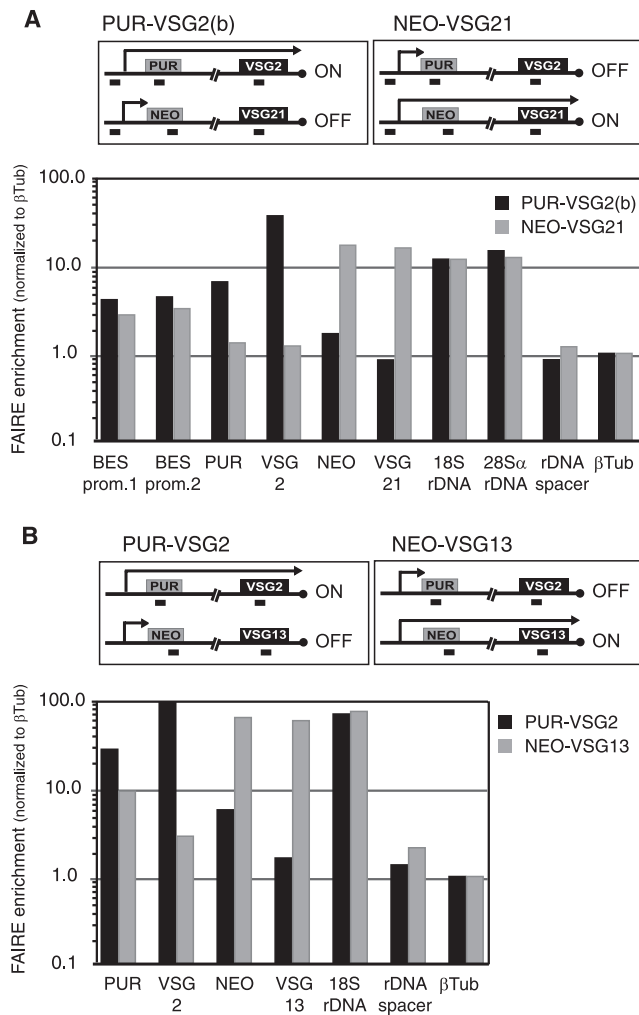 A
PUR-VSG2(b)
NEO-VSG21
PUR VSG2 ON
NEO VSG21 OFF
PUR VSG2 OFF
NEO VSG21 ON
FAIRE enrichment (normalized to βTub)
100.0
10.0
1.0
0.1
PUR-VSG2(b)
NEO-VSG21
BES prom.1
BES prom.2
PUR
VSG 2
NEO
VSG 21
18S rDNA
28Sα rDNA
rDNA spacer
βTub
B
PUR-VSG2
NEO-VSG13
PUR VSG2 ON
NEO VSG13 OFF
PUR VSG2 OFF
NEO VSG13 ON
FAIRE enrichment (normalized to βTub)
100.0
10.0
1.0
0.1
PUR-VSG2
NEO-VSG13
PUR
VSG 2
NEO
VSG 13
18S rDNA
rDNA spacer
βTub